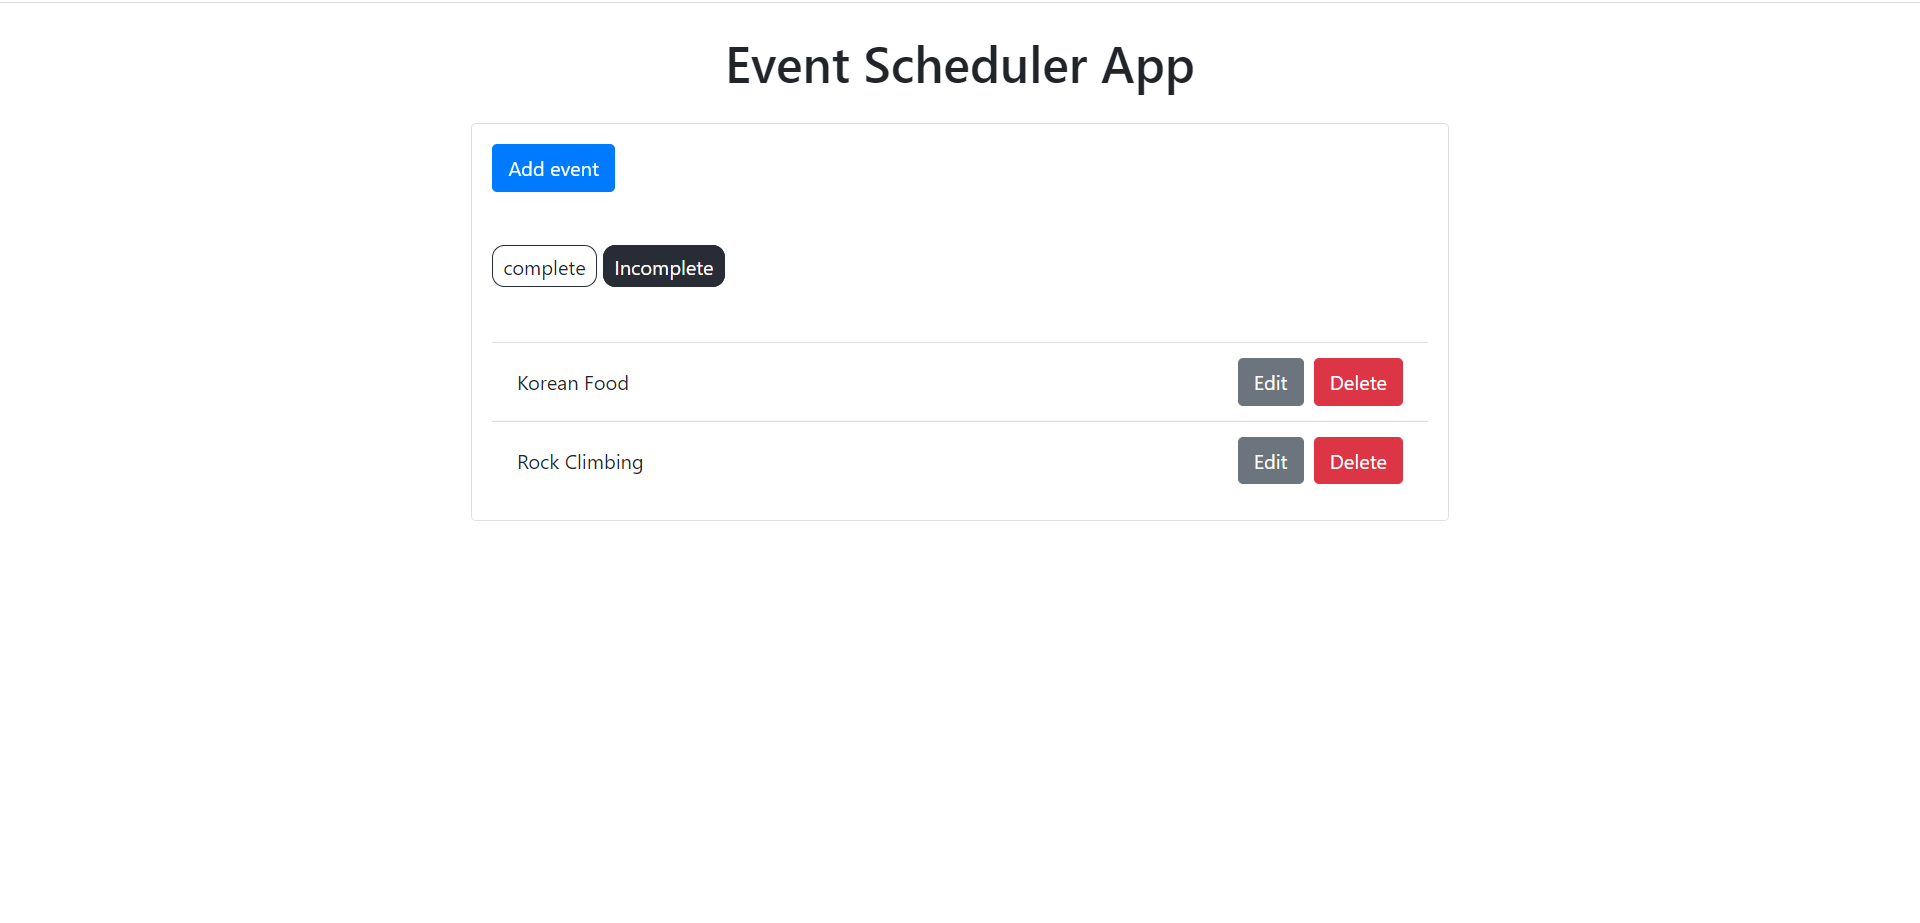 Event Scheduler App
Add event
complete Incomplete
Korean Food Edit Delete
Rock Climbing Edit Delete